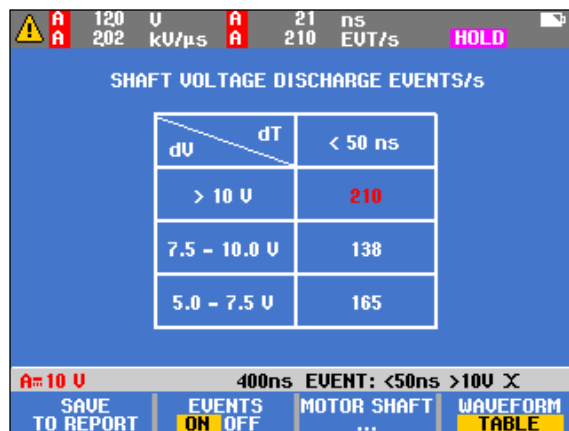 A 120 V A 21 ns
A 202 kV/µs A 210 EVT/s HOLD
SHAFT VOLTAGE DISCHARGE EVENTS/s
dV dT < 50 ns
> 10 V 210
7.5 - 10.0 V 138
5.0 - 7.5 V 165
A⎓10 V 400ns EVENT: <50ns >10V X
SAVE EVENTS MOTOR SHAFT WAVEFORM
TO REPORT ON OFF ... TABLE